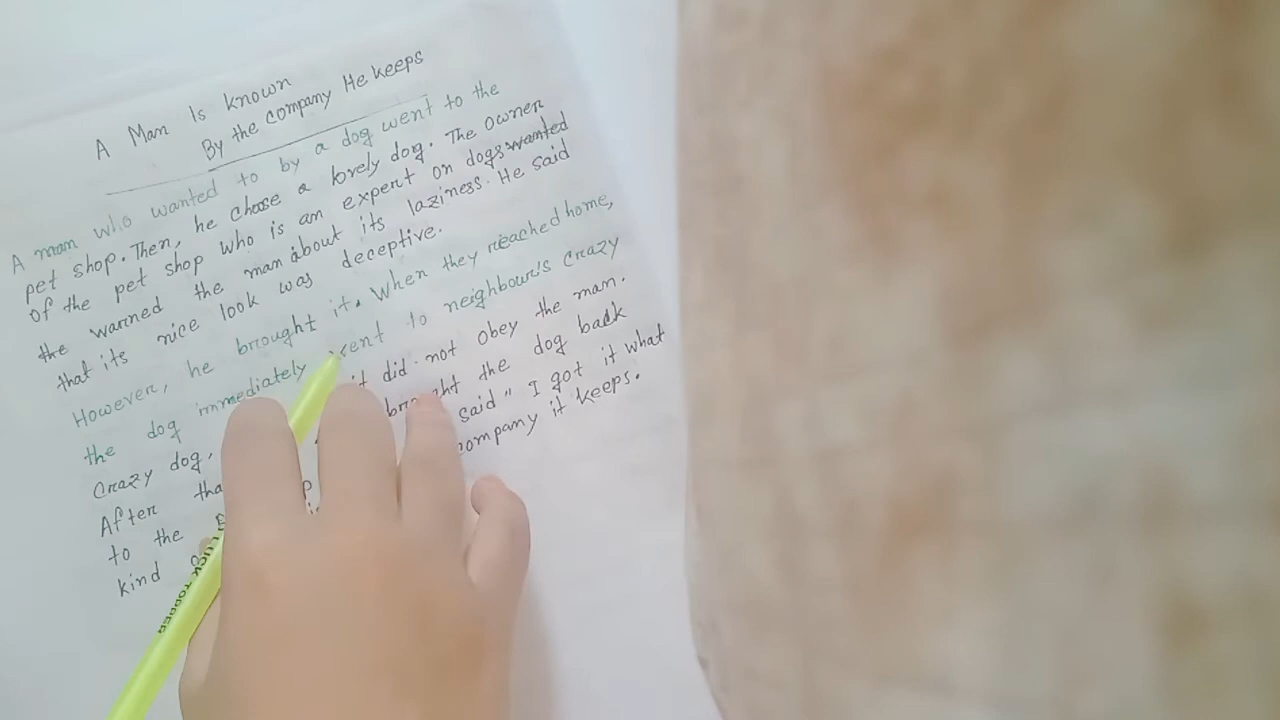 A Man Is known
By the company He keeps
A man who wanted to by a dog went to the
pet shop. Then, he choose a lovely dog. The owner
of the pet shop who is an expert on dogs wanted
the warned the man about its laziness. He said
that its nice look was deceptive.
However, he brrought it. When they reached home,
the dog immediately went to neighbour's crazy
crazy dog, it did not obey the man.
After the dog back
to the said " I got it what
kind company it keeps.
LUCK TOPPER